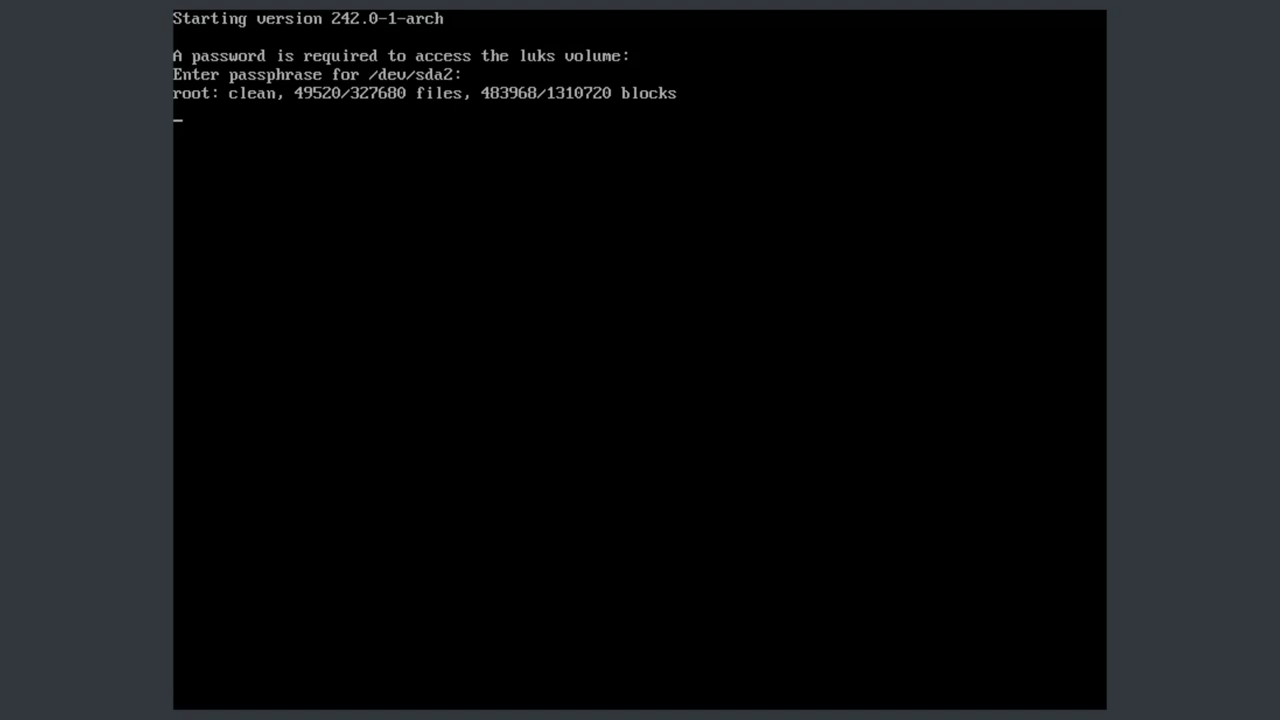 Starting version 242.0-1-arch
A password is required to access the luks volume:
Enter passphrase for /dev/sda2:
root: clean, 49520/327680 files, 483968/1310720 blocks
_